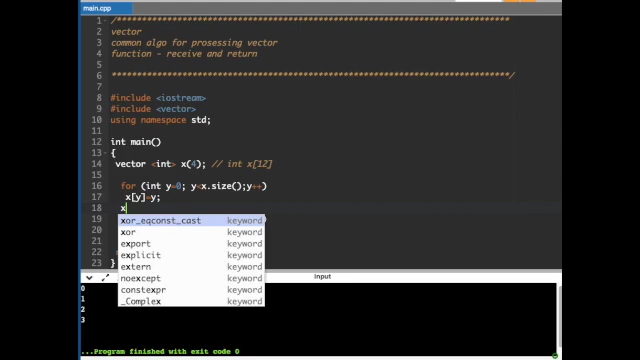 main.cpp
1 /******************************************************************************
2 vector
3 common algo for prosessing vector
4 function - receive and return
5
6 *******************************************************************************/
7
8 #include <iostream>
9 #include <vector>
10 using namespace std;
11
12 int main()
13 {
14 vector <int> x(4); // int x[12]
15
16 for (int y=0; y<x.size();y++)
17 x[y]=y;
18 x
19
20
21
22
23 }
xor_eqconst_cast keyword
xor keyword
export keyword
explicit keyword
extern keyword
noexcept keyword
constexpr keyword
_Complex keyword
input
0
1
2
3
...Program finished with exit code 0